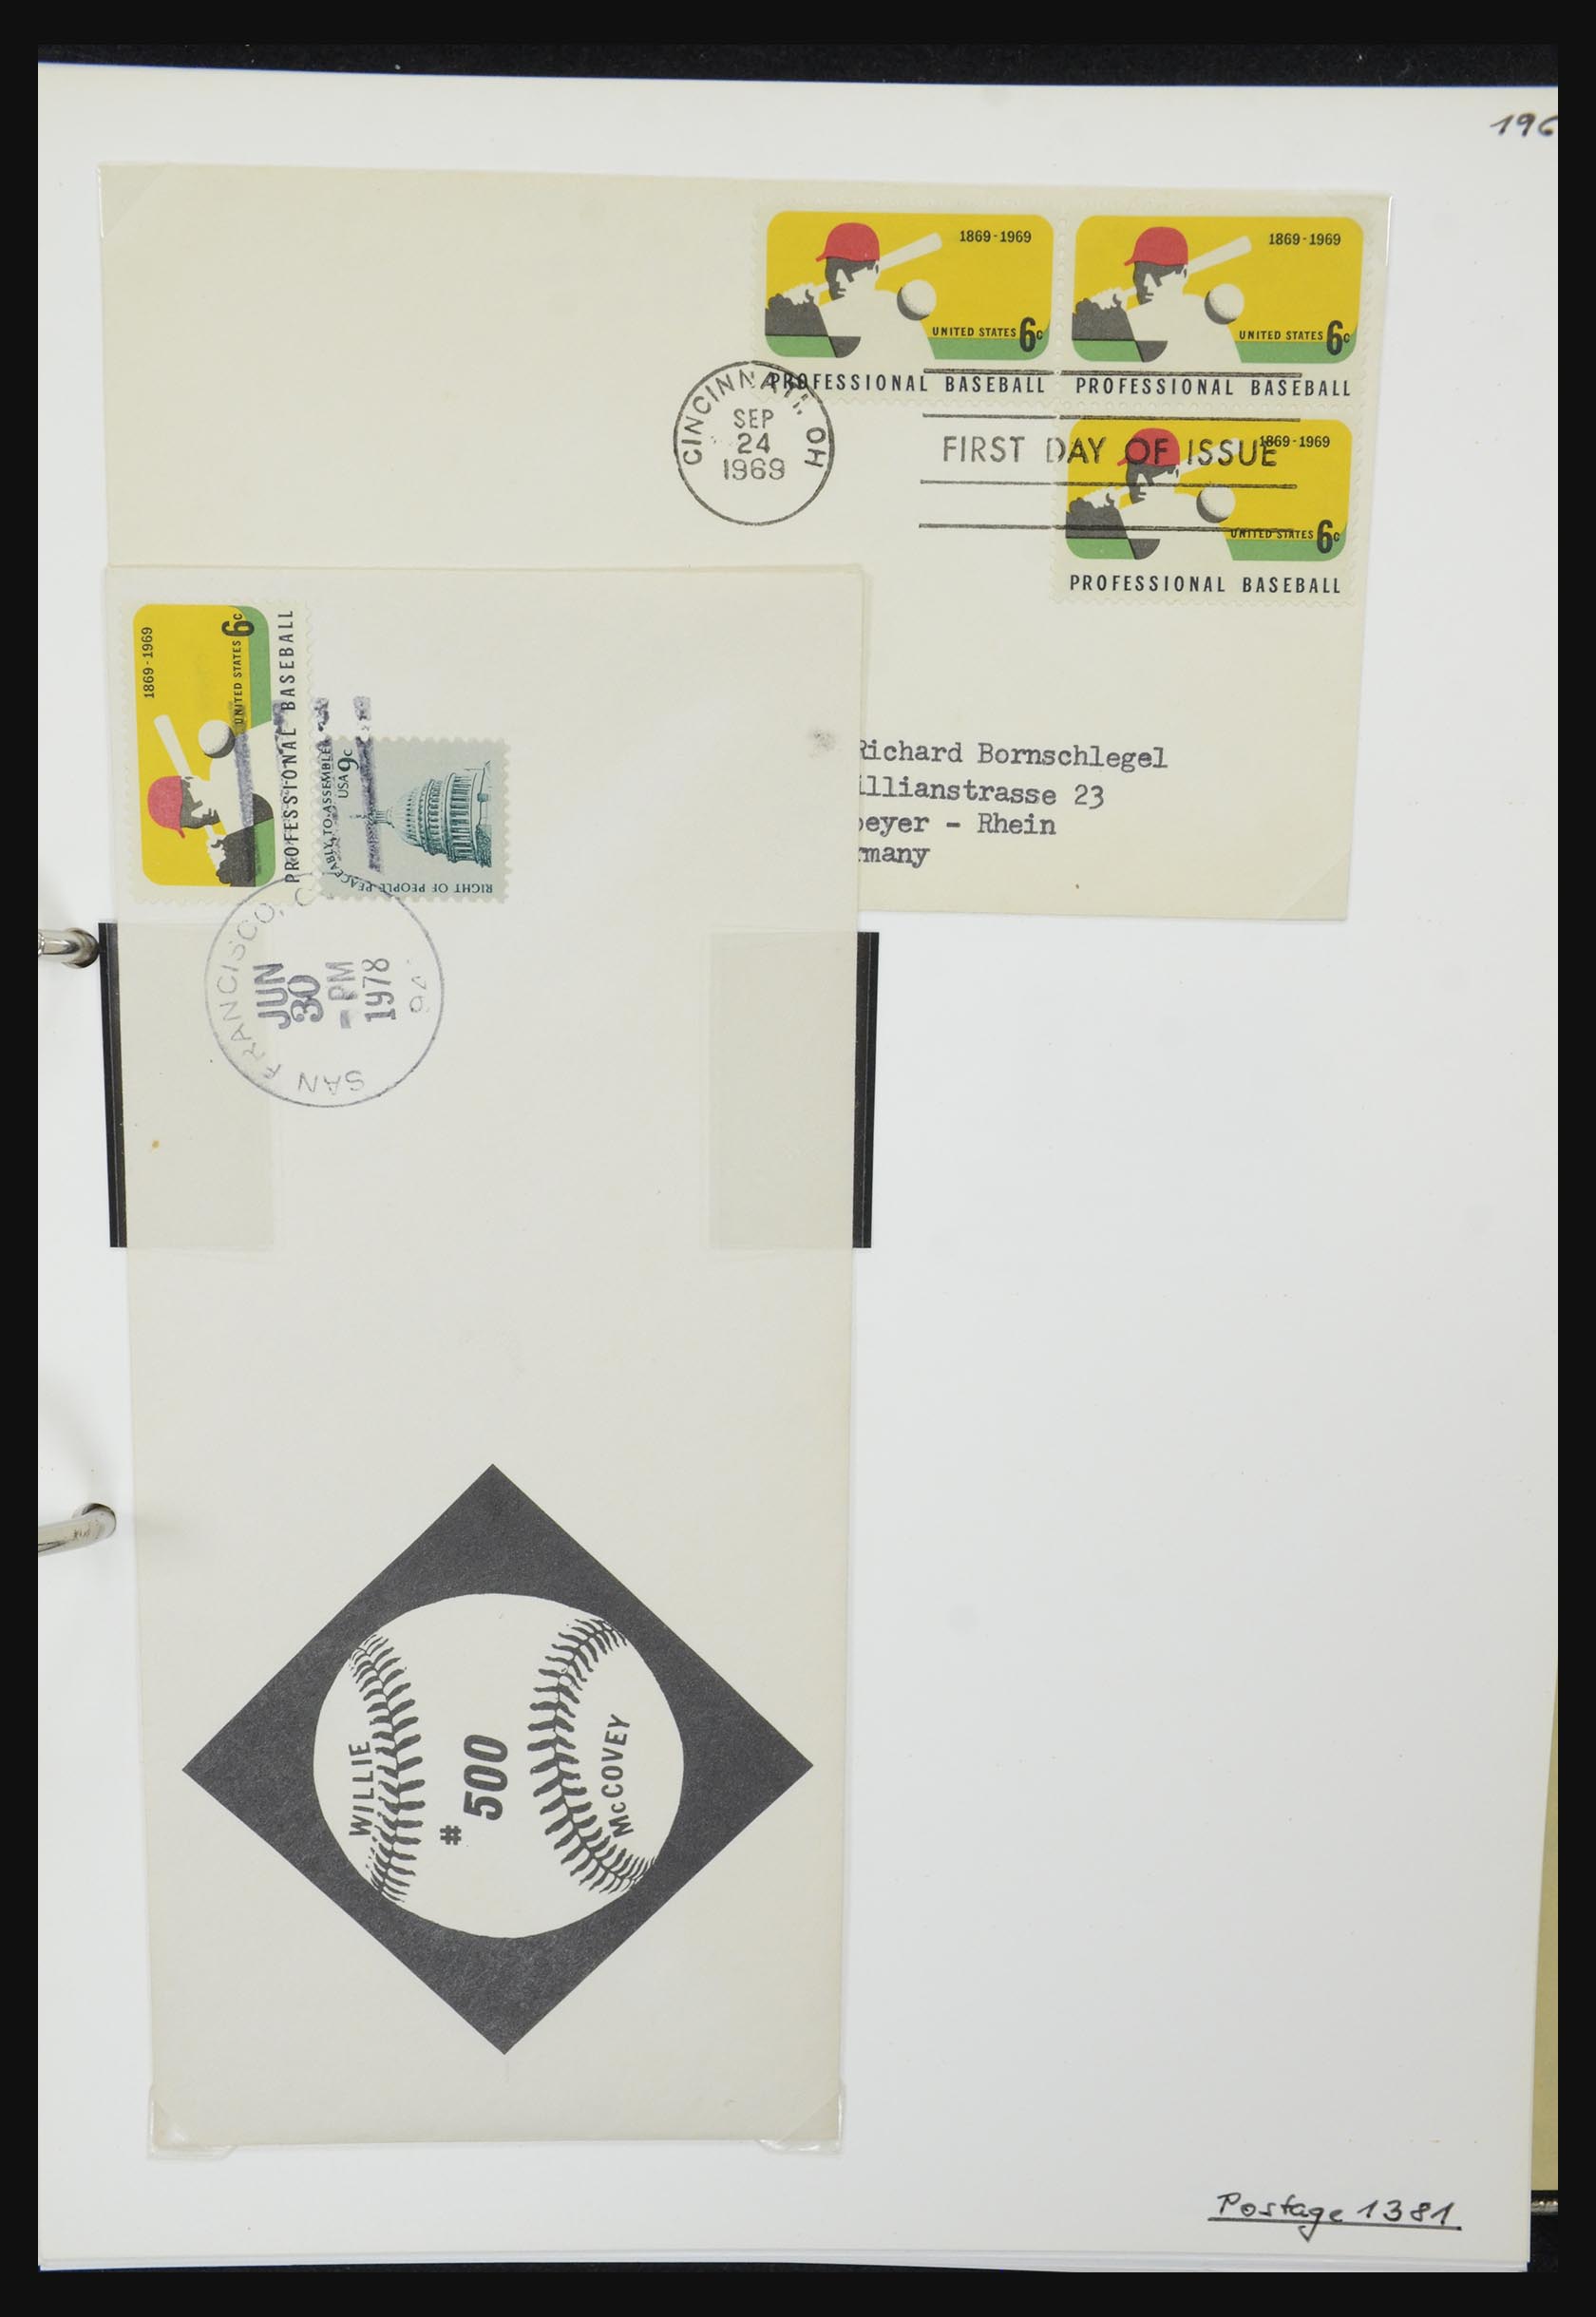 1869-1969
UNITED STATES 6c
PROFESSIONAL BASEBALL
1869-1969
UNITED STATES 6c
PROFESSIONAL BASEBALL
CINCINNATI, OH
SEP
24
1969
FIRST DAY OF ISSUE
1869-1969
UNITED STATES 6c
PROFESSIONAL BASEBALL
Richard Bornschlegel
illianstrasse 23
peyer - Rhein
rmany
1869-1969
UNITED STATES 6c
PROFESSIONAL BASEBALL
RIGHT OF PEOPLE PEACEABLY TO ASSEMBLE
USA 9c
SAN FRANCISCO, C
JUN
30
PM
1978
WILLIE
# 500
McCOVEY
Postage 1381